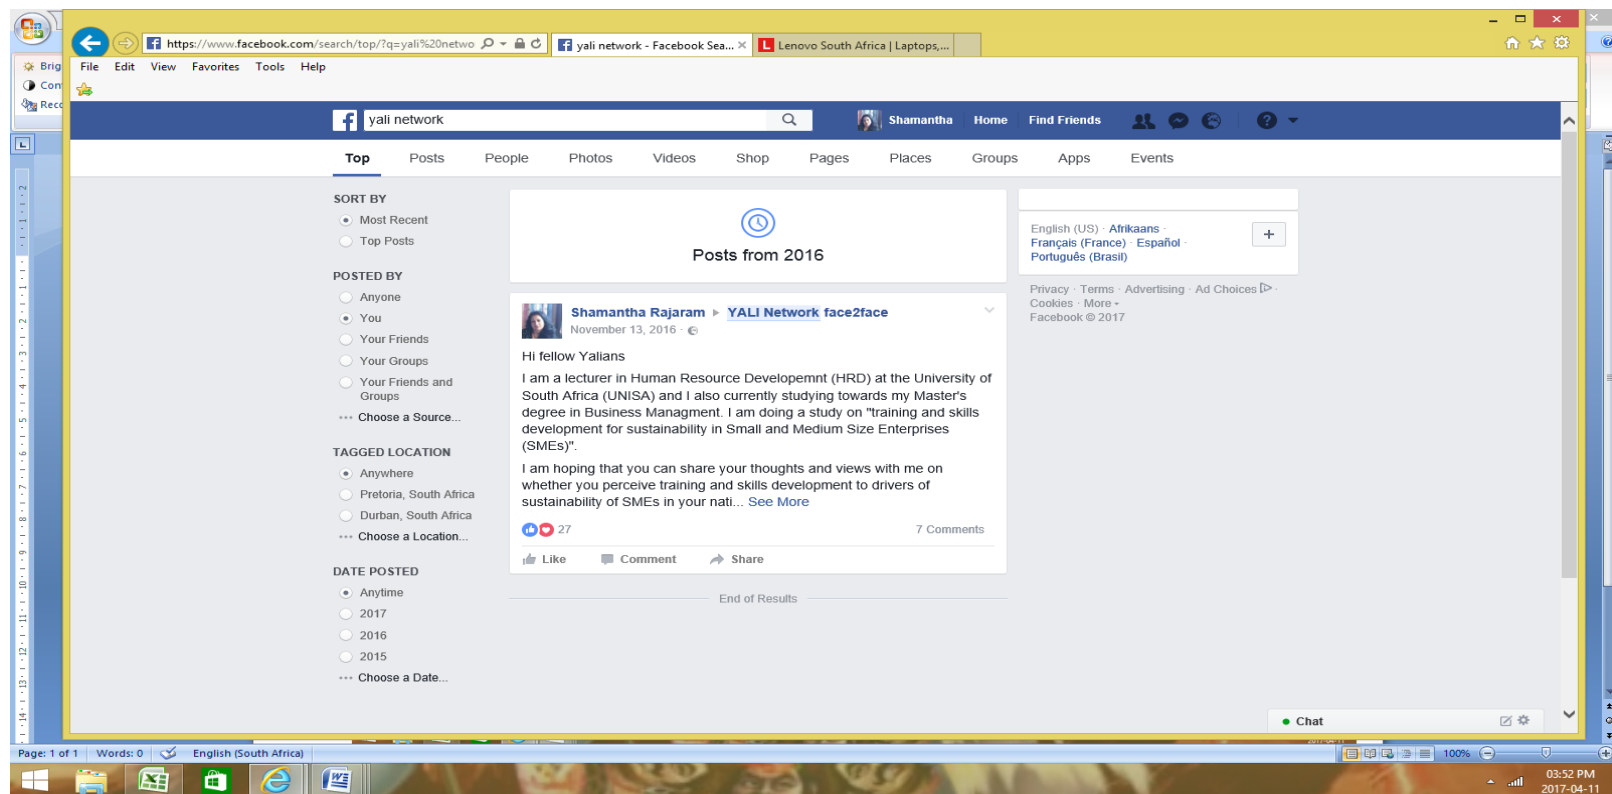 https://www.facebook.com/search/top/?q=yali%20netwo
yali network - Facebook Sea...
Lenovo South Africa | Laptops,...
File Edit View Favorites Tools Help
Brig
Con
Reco
yali network
Shamantha Home Find Friends
Top Posts People Photos Videos Shop Pages Places Groups Apps Events
SORT BY
Most Recent
Top Posts
POSTED BY
Anyone
You
Your Friends
Your Groups
Your Friends and
Groups
Choose a Source...
TAGGED LOCATION
Anywhere
Pretoria, South Africa
Durban, South Africa
Choose a Location...
DATE POSTED
Anytime
2017
2016
2015
Choose a Date...
Posts from 2016
Shamantha Rajaram ▸ YALI Network face2face
November 13, 2016 ·
Hi fellow Yalians
I am a lecturer in Human Resource Developemnt (HRD) at the University of
South Africa (UNISA) and I also currently studying towards my Master's
degree in Business Managment. I am doing a study on "training and skills
development for sustainability in Small and Medium Size Enterprises
(SMEs)".
I am hoping that you can share your thoughts and views with me on
whether you perceive training and skills development to drivers of
sustainability of SMEs in your nati... See More
27
7 Comments
Like Comment Share
End of Results
English (US) · Afrikaans ·
Français (France) · Español ·
Português (Brasil)
Privacy · Terms · Advertising · Ad Choices ·
Cookies · More
Facebook © 2017
Chat
Page: 1 of 1 Words: 0 English (South Africa)
100%
03:52 PM
2017-04-11